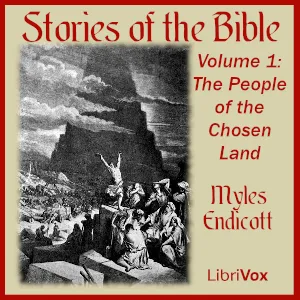 Stories of the Bible
Volume 1:
The People
of the
Chosen
Land
Myles
Endicott
LibriVox